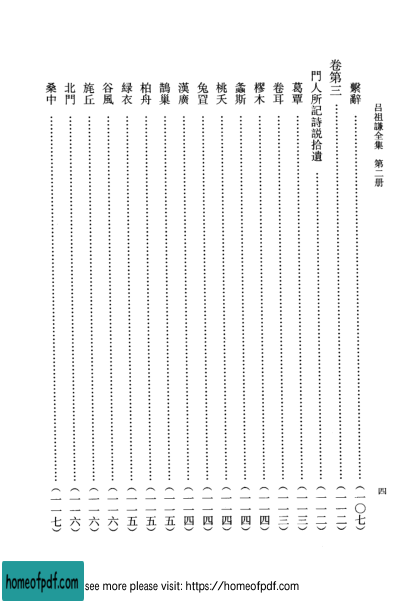 吕祖謙全集 第二册
四
繫辭……（一〇七）
卷第三……（一一二）
門人所記詩説拾遺……（一一二）
葛覃……（一一三）
卷耳……（一一三）
樛木……（一一四）
螽斯……（一一四）
桃夭……（一一四）
兔罝……（一一四）
漢廣……（一一四）
鵲巢……（一一五）
柏舟……（一一五）
緑衣……（一一五）
谷風……（一一六）
旄丘……（一一六）
北門……（一一六）
桑中……（一一七）
homeofpdf.com
see more please visit: https://homeofpdf.com